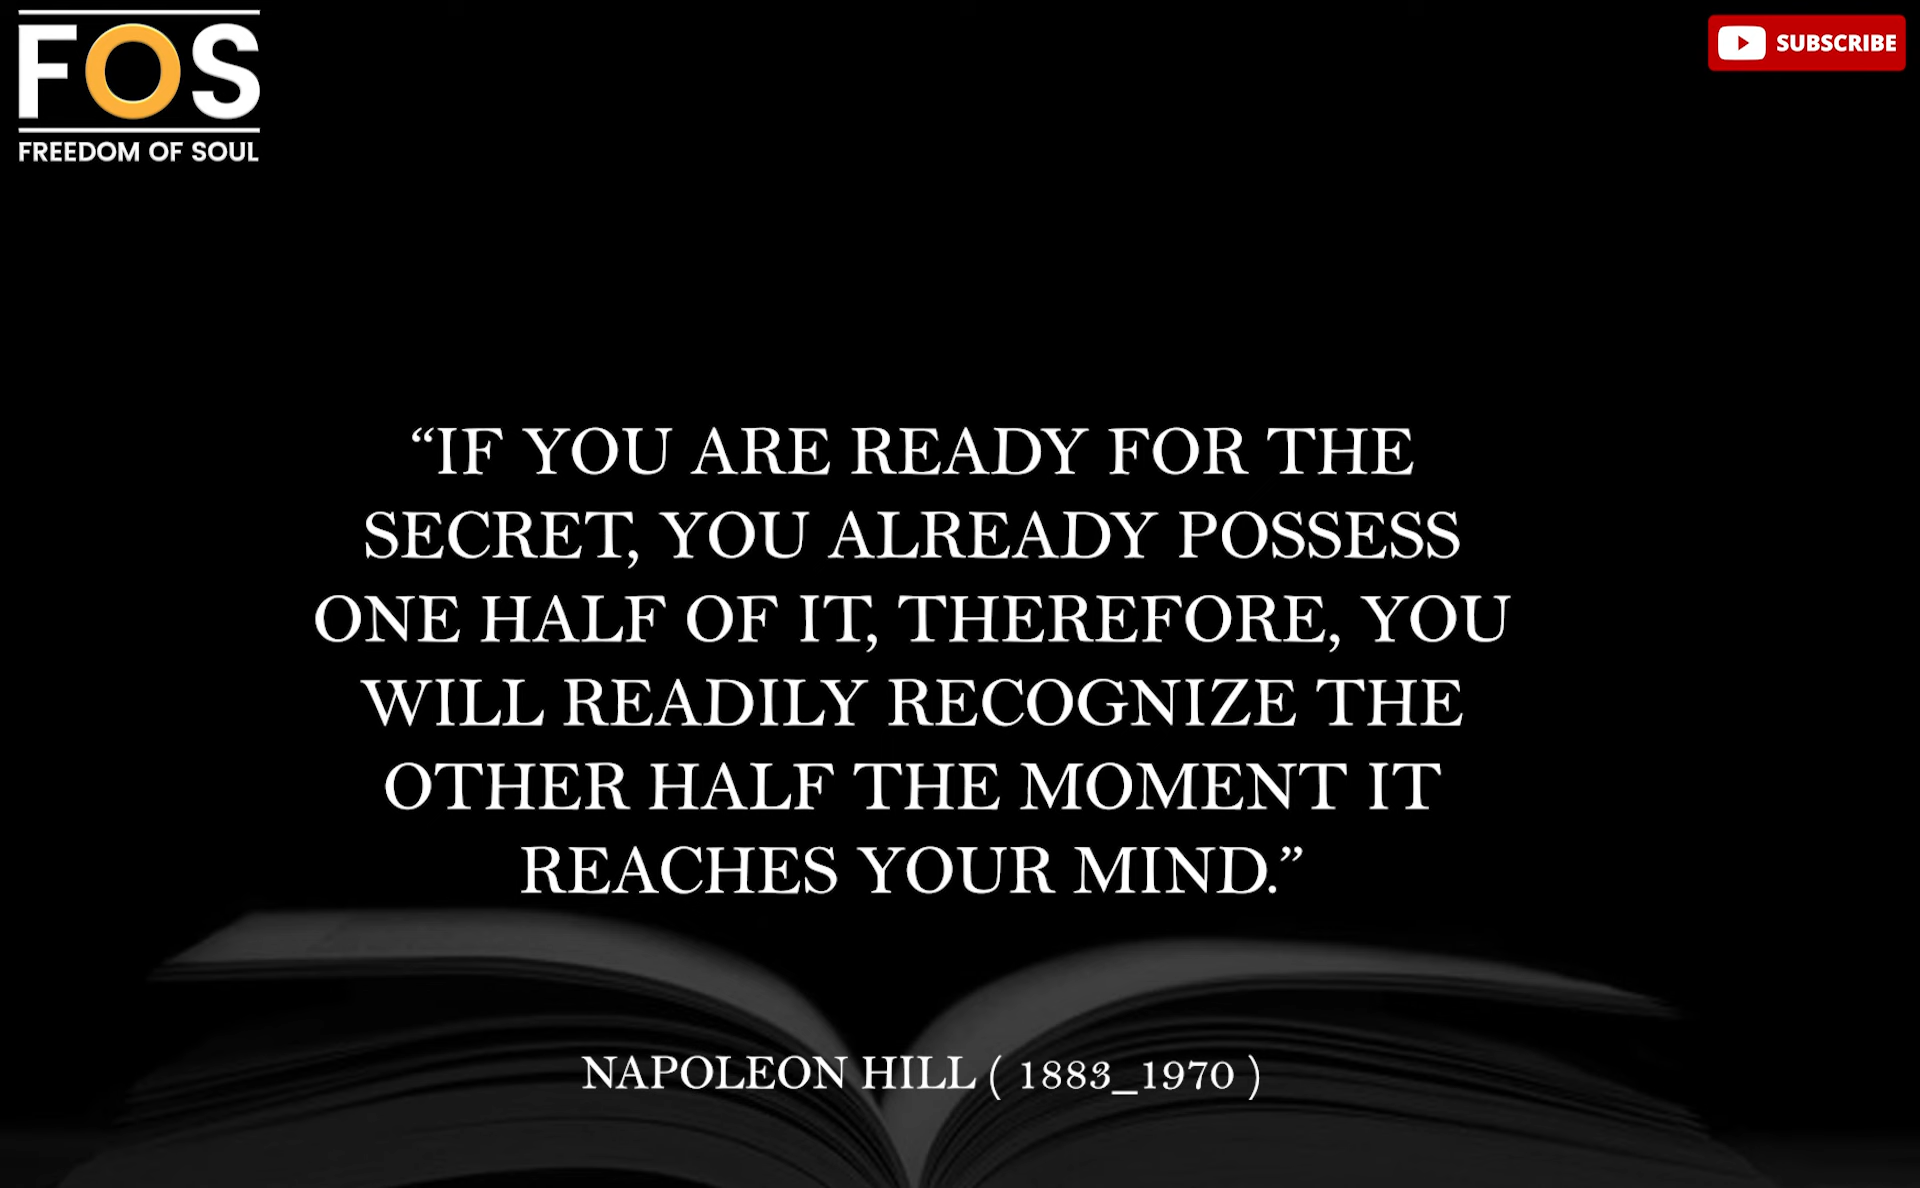 FOS
FREEDOM OF SOUL
SUBSCRIBE
“IF YOU ARE READY FOR THE
SECRET, YOU ALREADY POSSESS
ONE HALF OF IT, THEREFORE, YOU
WILL READILY RECOGNIZE THE
OTHER HALF THE MOMENT IT
REACHES YOUR MIND.”
NAPOLEON HILL ( 1883_1970 )